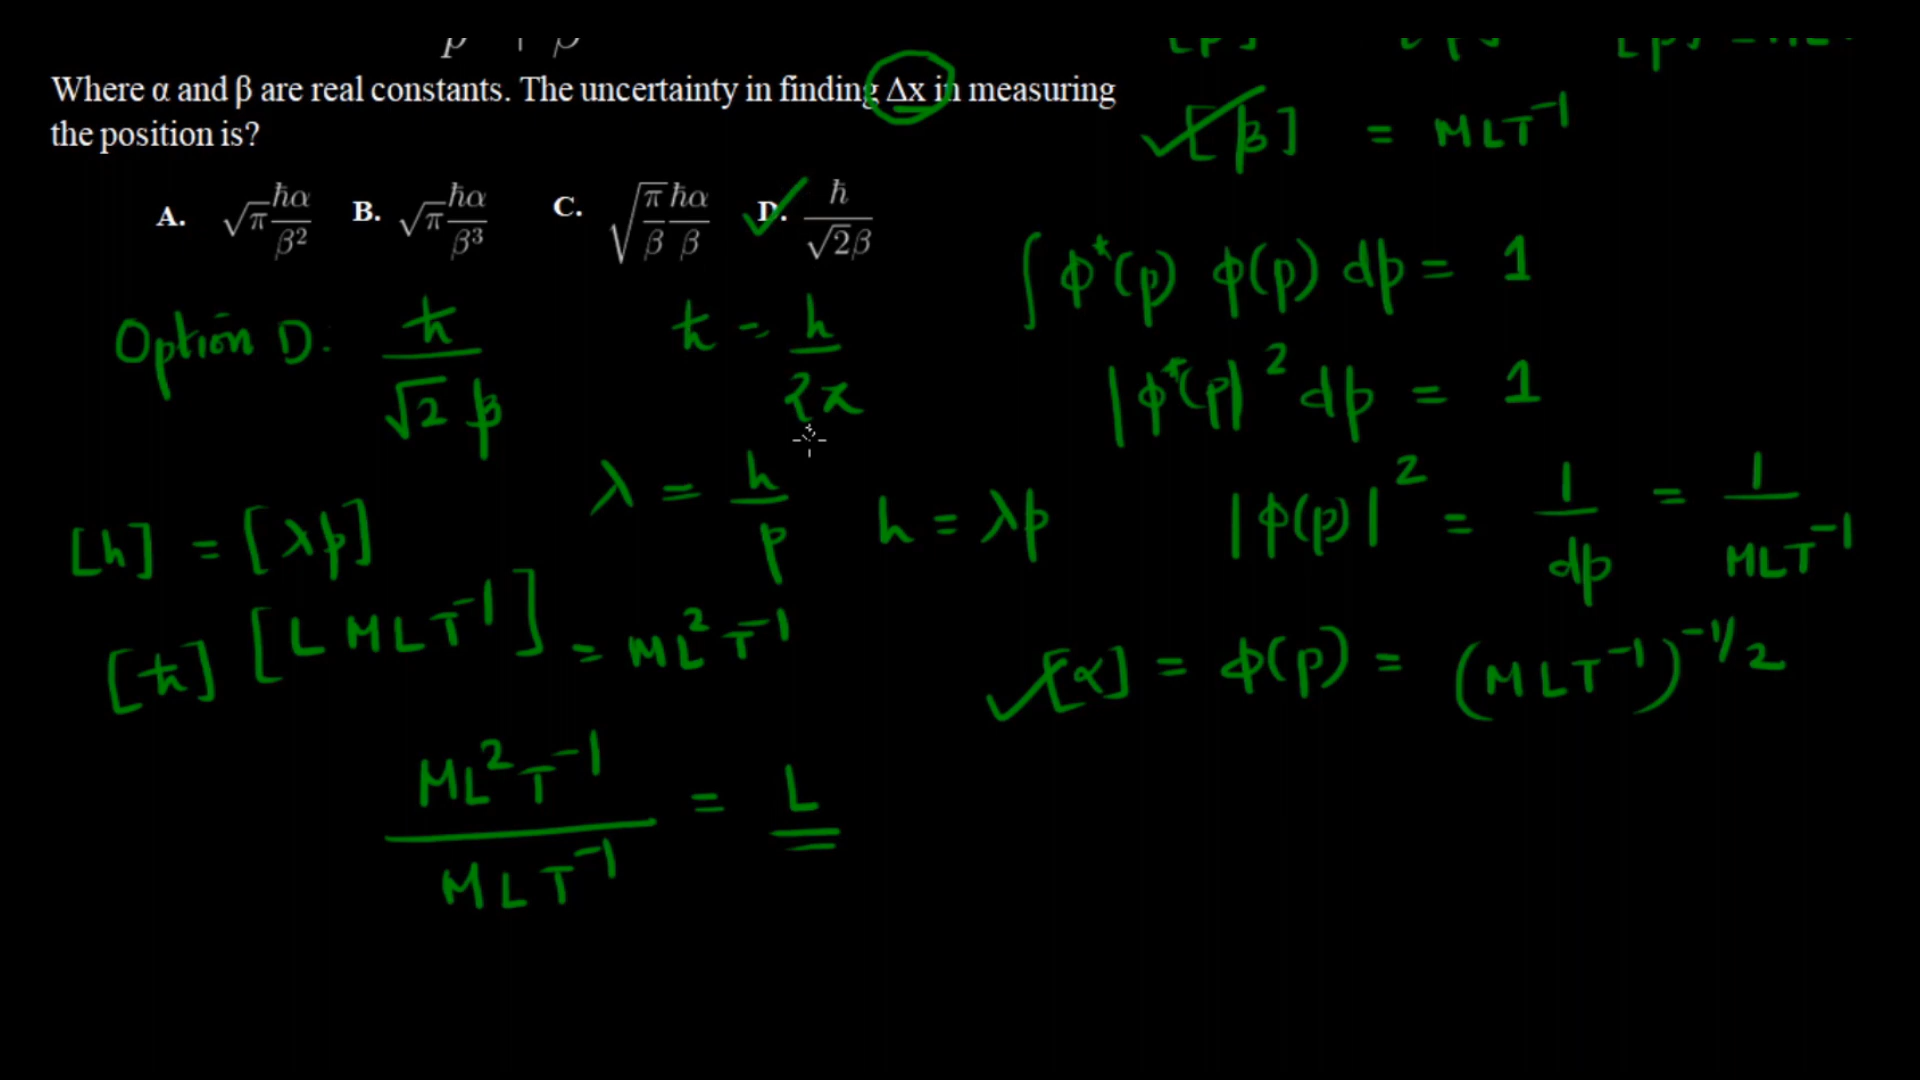 Where α and β are real constants. The uncertainty in finding Δx in measuring
the position is?
A. √π ħα/β² B. √π ħα/β³ C. √(π/β) ħα/β D. ħ/(√2β)
Option D: ħ/(√2 β)
ħ = h/2π
λ = h/p h = λp
[h] = [λp]
[ħ] [L MLT⁻¹] = ML²T⁻¹
ML²T⁻¹/MLT⁻¹ = L
[β] = MLT⁻¹
∫ϕ*(p) ϕ(p) dp = 1
|ϕ*(p)|² dp = 1
|ϕ(p)|² = 1/dp = 1/MLT⁻¹
[α] = ϕ(p) = (MLT⁻¹)⁻¹/²